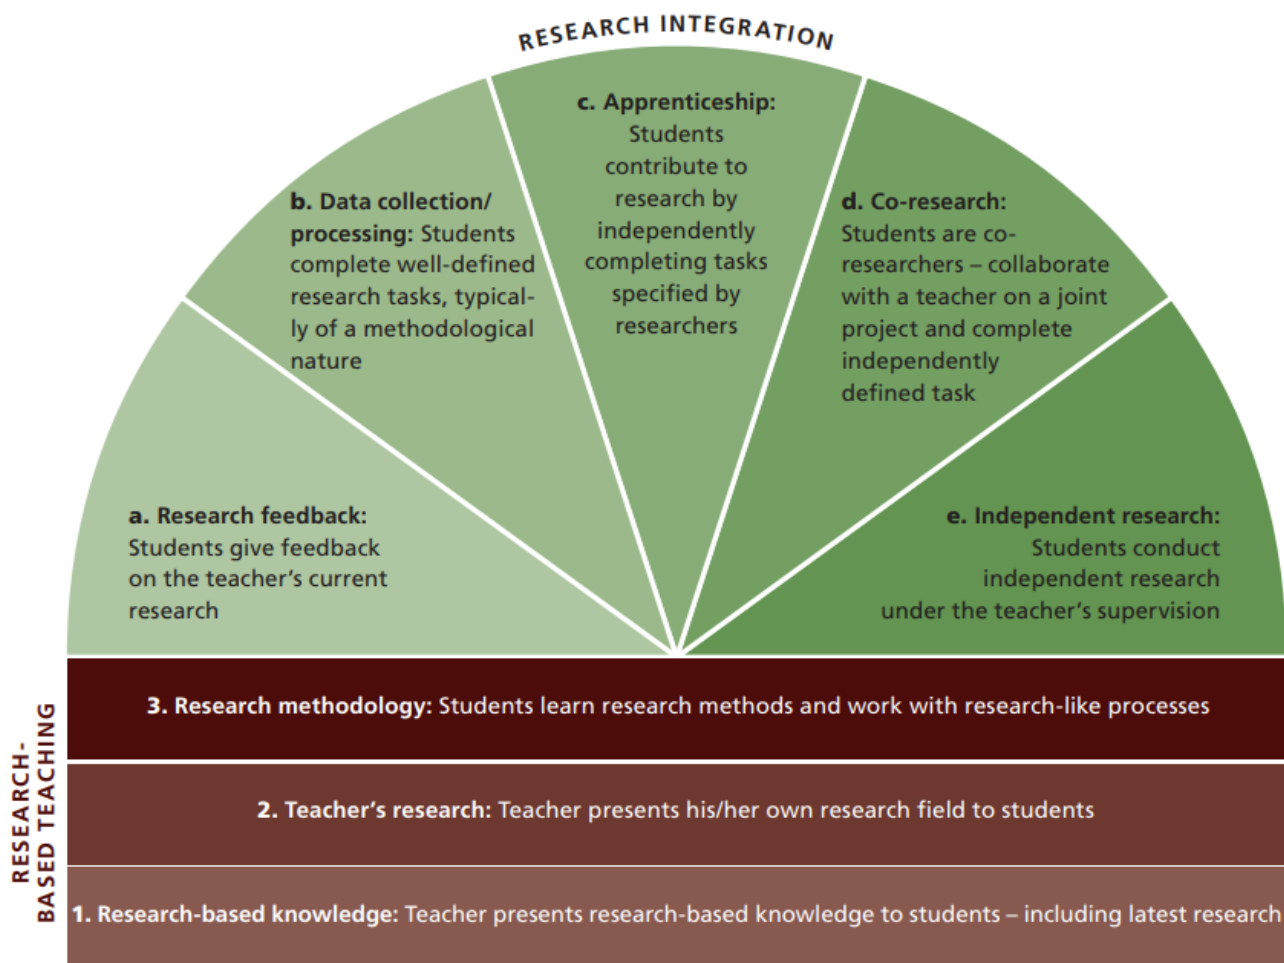 RESEARCH INTEGRATION
c. Apprenticeship:
Students
contribute to
research by
independently
completing tasks
specified by
researchers
b. Data collection/
processing: Students
complete well-defined
research tasks, typical-
ly of a methodological
nature
d. Co-research:
Students are co-
researchers – collaborate
with a teacher on a joint
project and complete
independently
defined task
a. Research feedback:
Students give feedback
on the teacher's current
research
e. Independent research:
Students conduct
independent research
under the teacher's supervision
RESEARCH-
BASED TEACHING
3. Research methodology: Students learn research methods and work with research-like processes
2. Teacher's research: Teacher presents his/her own research field to students
1. Research-based knowledge: Teacher presents research-based knowledge to students – including latest research